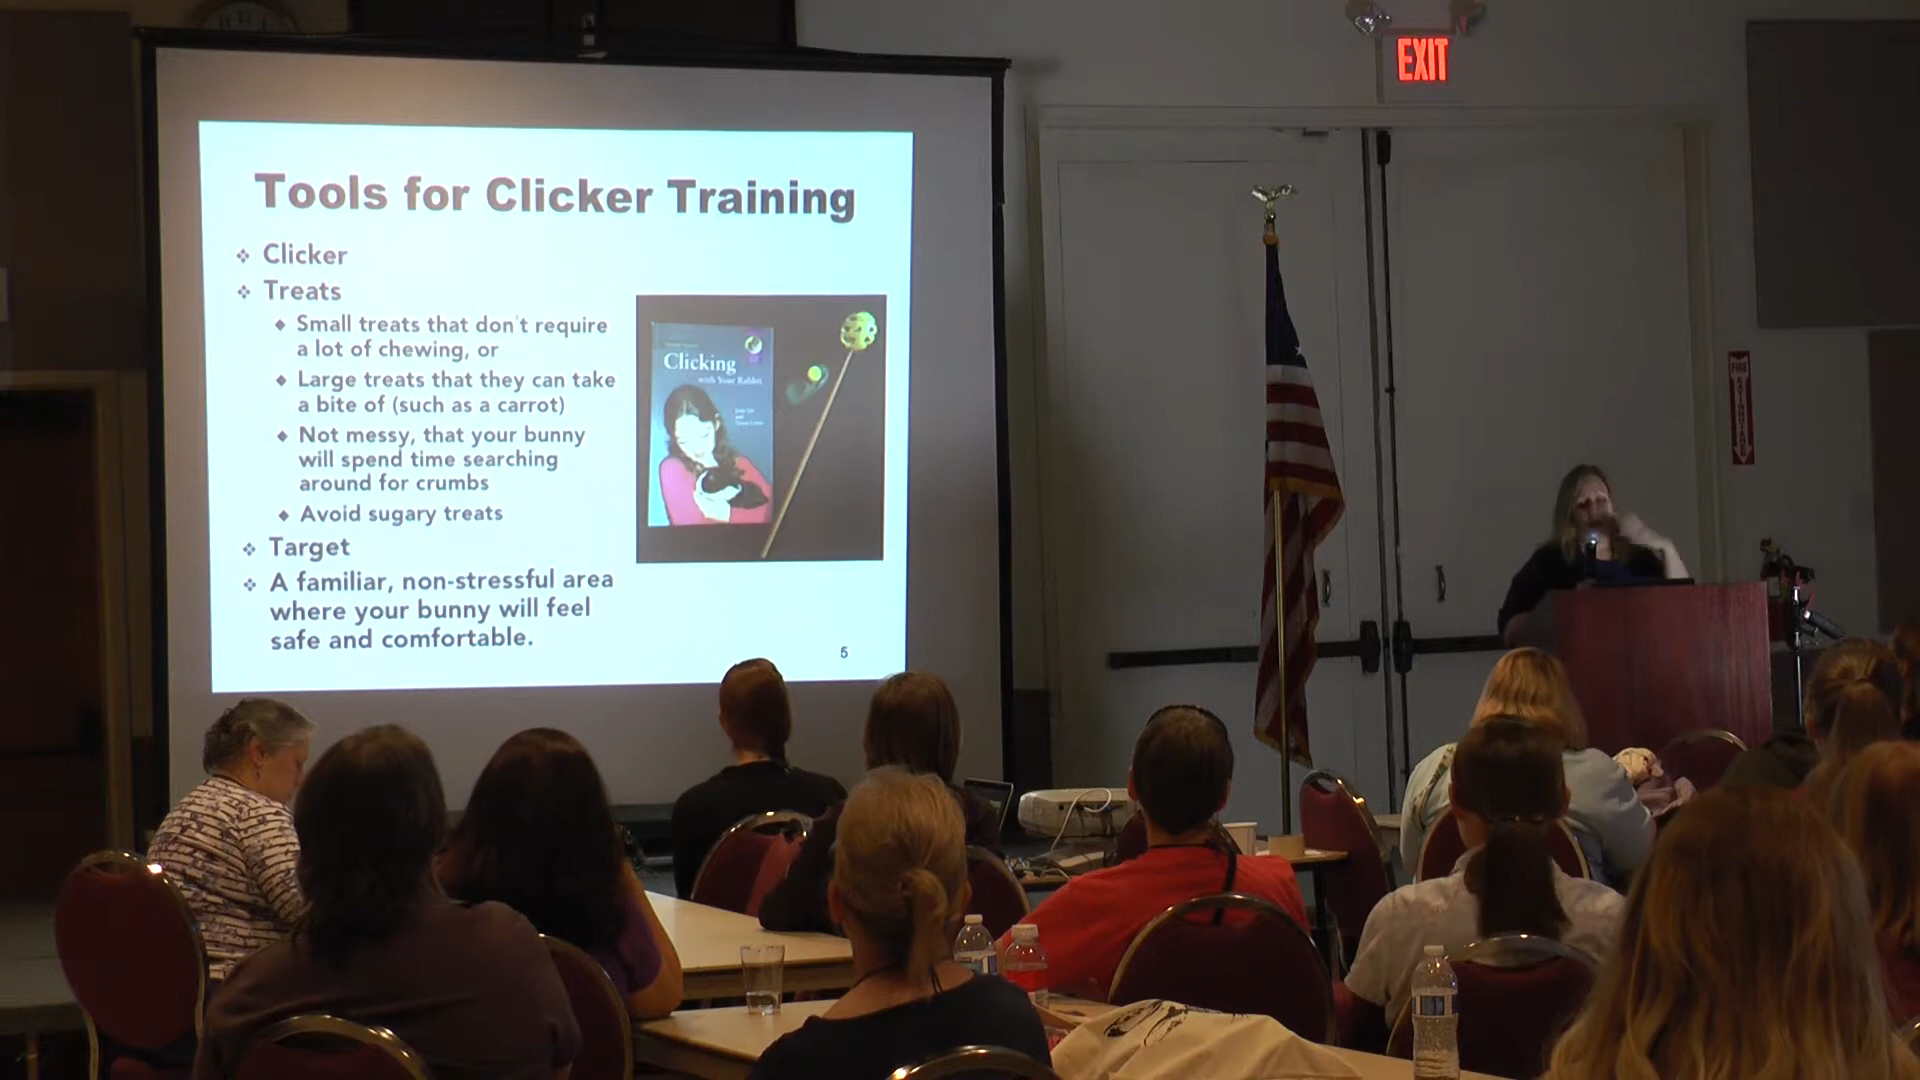 EXIT
Tools for Clicker Training
Clicker
Treats
Small treats that don't require
a lot of chewing, or
Large treats that they can take
a bite of (such as a carrot)
Not messy, that your bunny
will spend time searching
around for crumbs
Avoid sugary treats
Target
A familiar, non-stressful area
where your bunny will feel
safe and comfortable.
5
Clicking
with Your Rabbit
FIRE
EXTINGUISHER